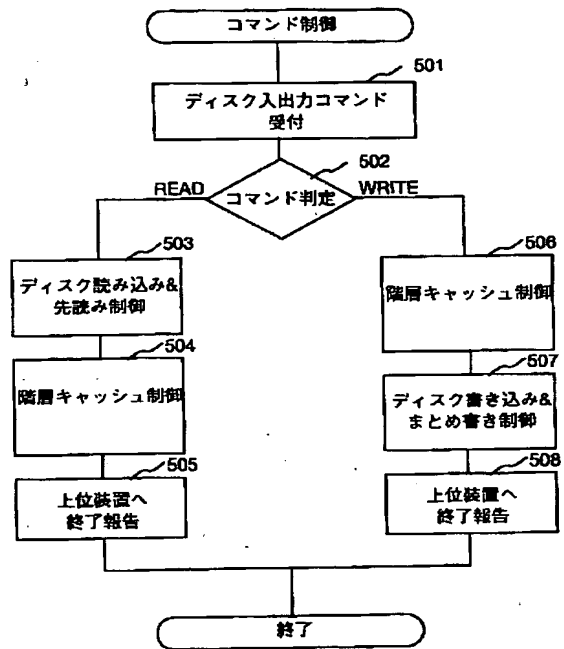 コマンド制御
501
ディスク入出力コマンド
受付
502
READ
コマンド判定
WRITE
503
ディスク読み込み&
先読み制御
504
階層キャッシュ制御
505
上位装置へ
終了報告
506
階層キャッシュ制御
507
ディスク書き込み&
まとめ書き制御
508
上位装置へ
終了報告
終了